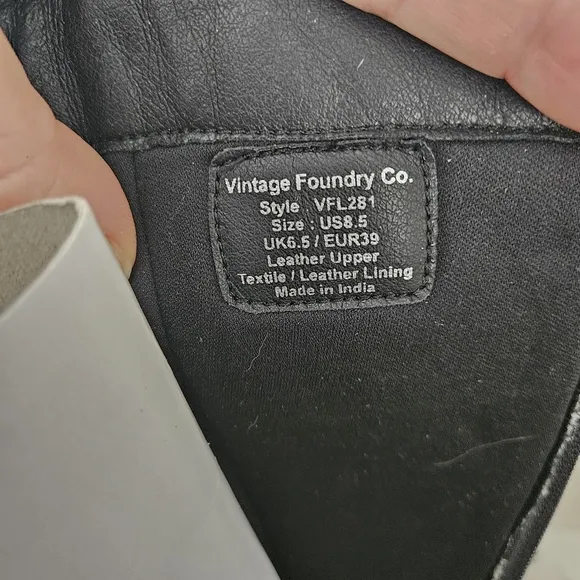 Vintage Foundry Co.
Style VFL281
Size : US8.5
UK6.5 / EUR39
Leather Upper
Textile / Leather Lining
Made in India